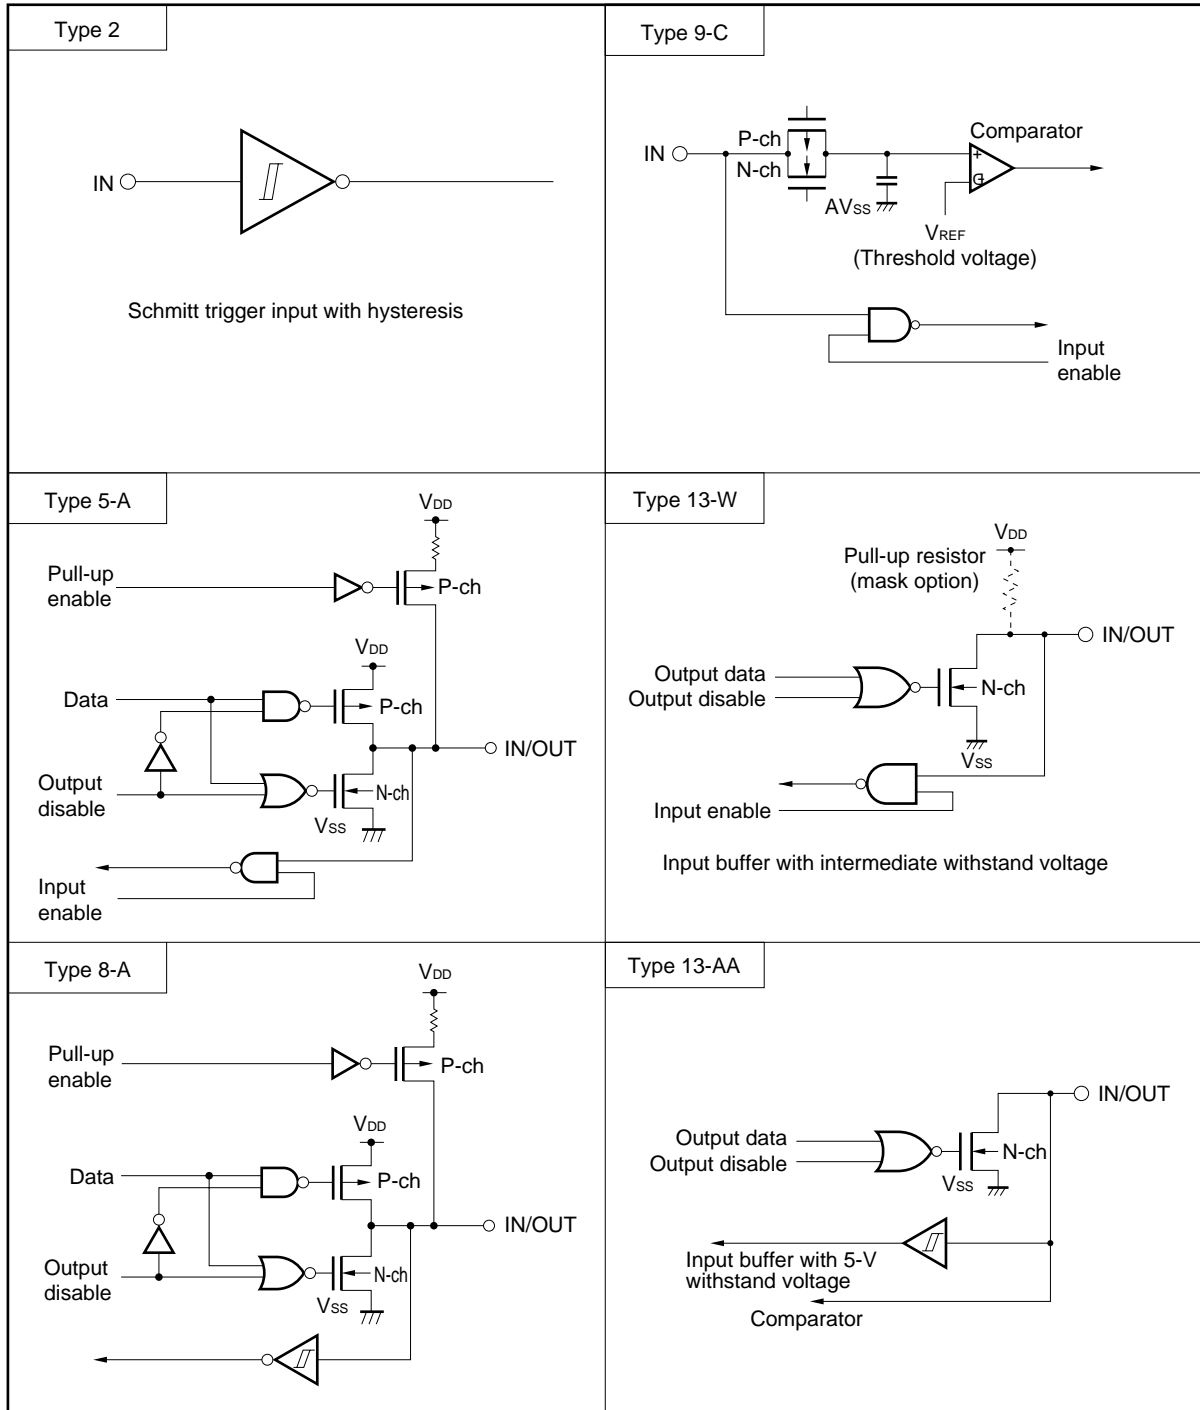 Type 2
IN
Schmitt trigger input with hysteresis
Type 9-C
IN
P-ch
N-ch
Comparator
+
AVSS
VREF
(Threshold voltage)
Input
enable
Type 5-A
VDD
Pull-up
enable
P-ch
VDD
Data
P-ch
IN/OUT
Output
disable
N-ch
VSS
Input
enable
Type 13-W
VDD
Pull-up resistor
(mask option)
IN/OUT
Output data
Output disable
N-ch
VSS
Input enable
Input buffer with intermediate withstand voltage
Type 8-A
VDD
Pull-up
enable
P-ch
VDD
Data
P-ch
IN/OUT
Output
disable
N-ch
VSS
Type 13-AA
IN/OUT
Output data
Output disable
N-ch
VSS
Input buffer with 5-V
withstand voltage
Comparator